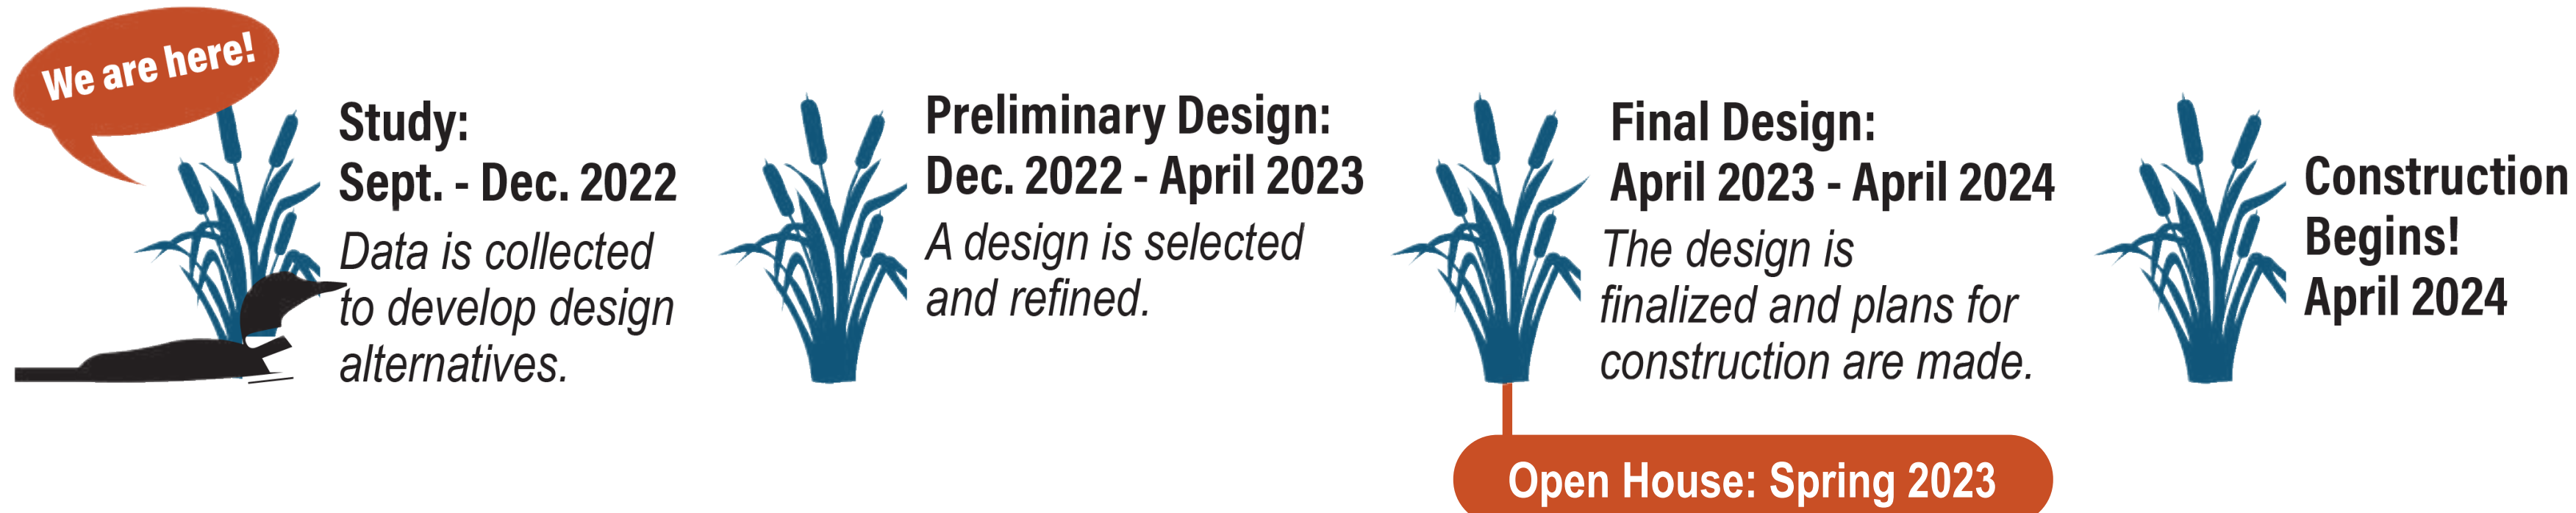 We are here!
Study:
Sept. - Dec. 2022
Data is collected
to develop design
alternatives.
Preliminary Design:
Dec. 2022 - April 2023
A design is selected
and refined.
Final Design:
April 2023 - April 2024
The design is
finalized and plans for
construction are made.
Open House: Spring 2023
Construction
Begins!
April 2024